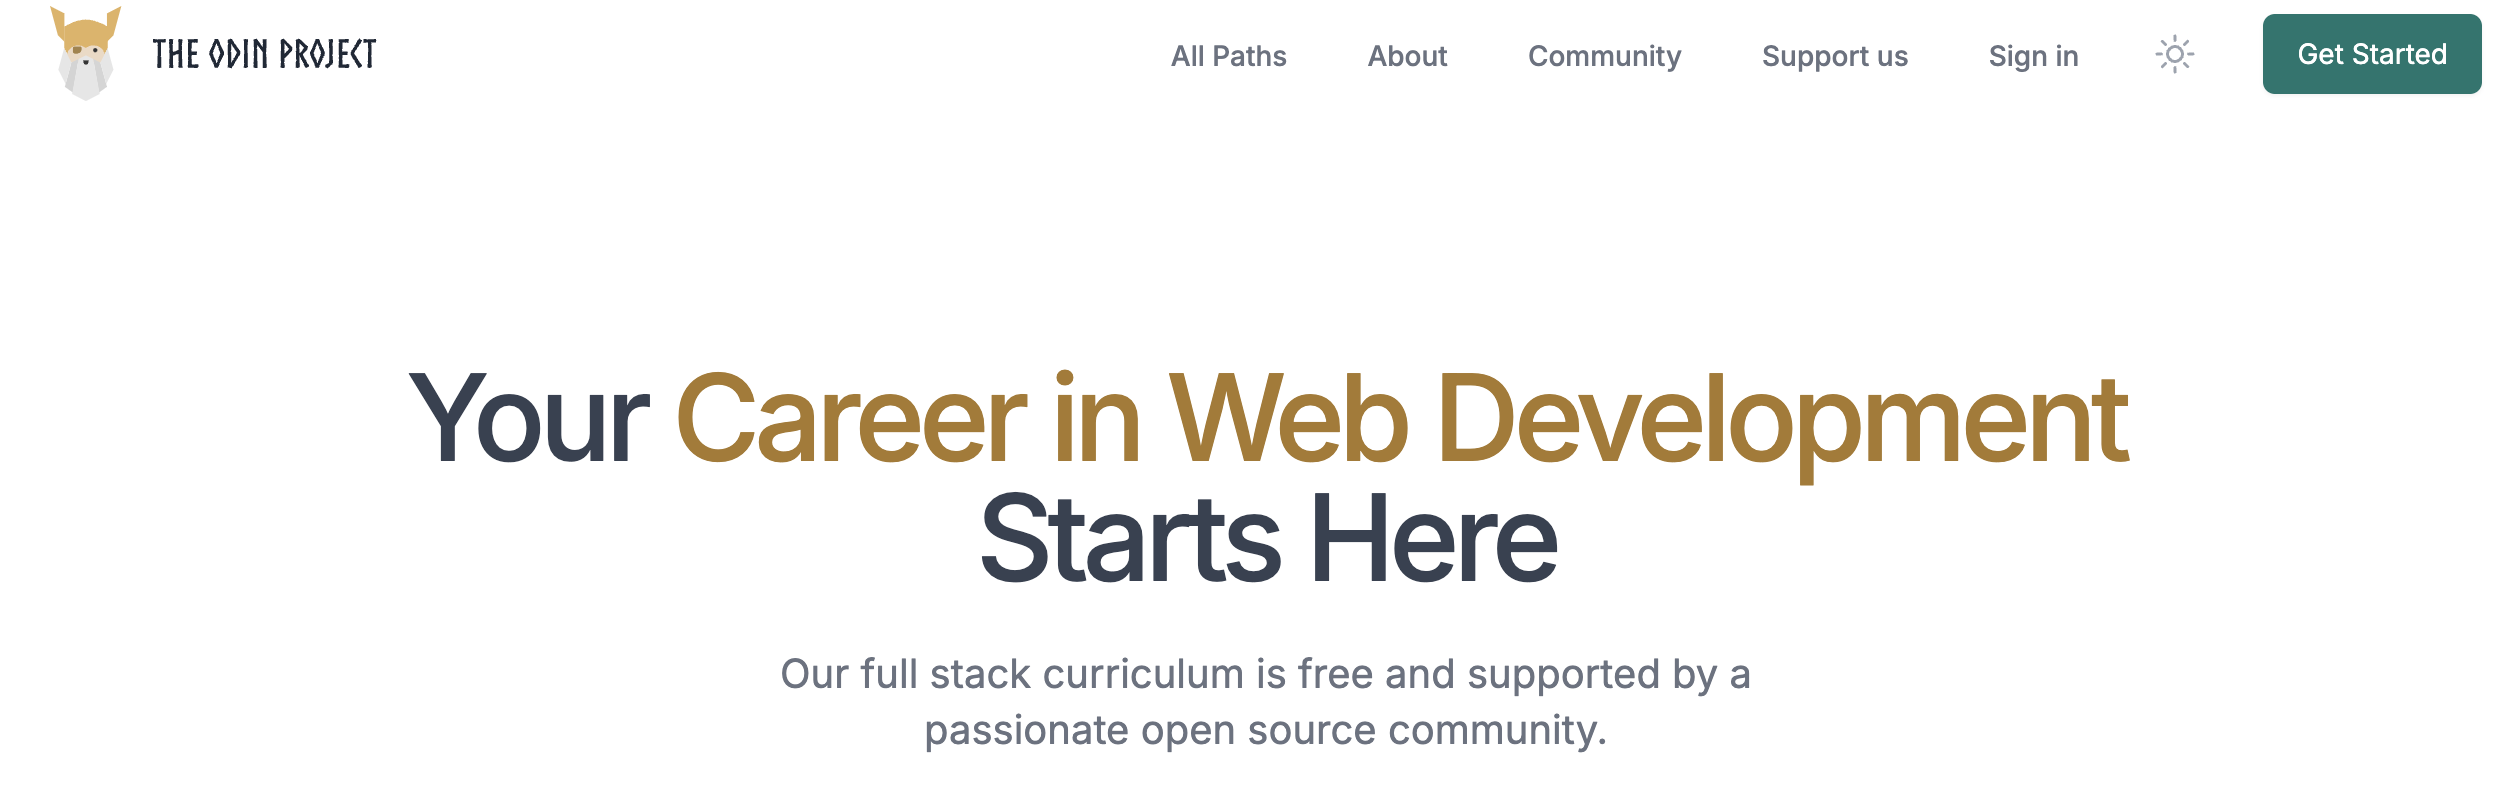 THE ODIN PROJECT
All Paths
About
Community
Support us
Sign in
Get Started
Your Career in Web Development
Starts Here
Our full stack curriculum is free and supported by a
passionate open source community.